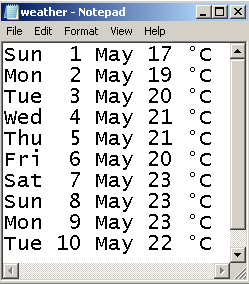 weather - Notepad
File Edit Format View Help
Sun  1 May 17 °C
Mon  2 May 19 °C
Tue  3 May 20 °C
Wed  4 May 21 °C
Thu  5 May 21 °C
Fri  6 May 20 °C
Sat  7 May 23 °C
Sun  8 May 23 °C
Mon  9 May 23 °C
Tue 10 May 22 °C